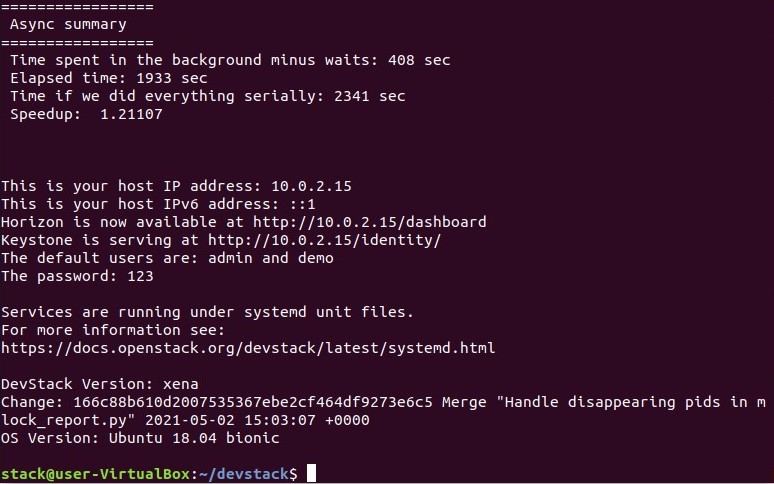 =================
 Async summary
=================
 Time spent in the background minus waits: 408 sec
 Elapsed time: 1933 sec
 Time if we did everything serially: 2341 sec
 Speedup:  1.21107
This is your host IP address: 10.0.2.15
This is your host IPv6 address: ::1
Horizon is now available at http://10.0.2.15/dashboard
Keystone is serving at http://10.0.2.15/identity/
The default users are: admin and demo
The password: 123
Services are running under systemd unit files.
For more information see:
https://docs.openstack.org/devstack/latest/systemd.html
DevStack Version: xena
Change: 166c88b610d2007535367ebe2cf464df9273e6c5 Merge "Handle disappearing pids in m
lock_report.py" 2021-05-02 15:03:07 +0000
OS Version: Ubuntu 18.04 bionic
stack@user-VirtualBox:~/devstack$